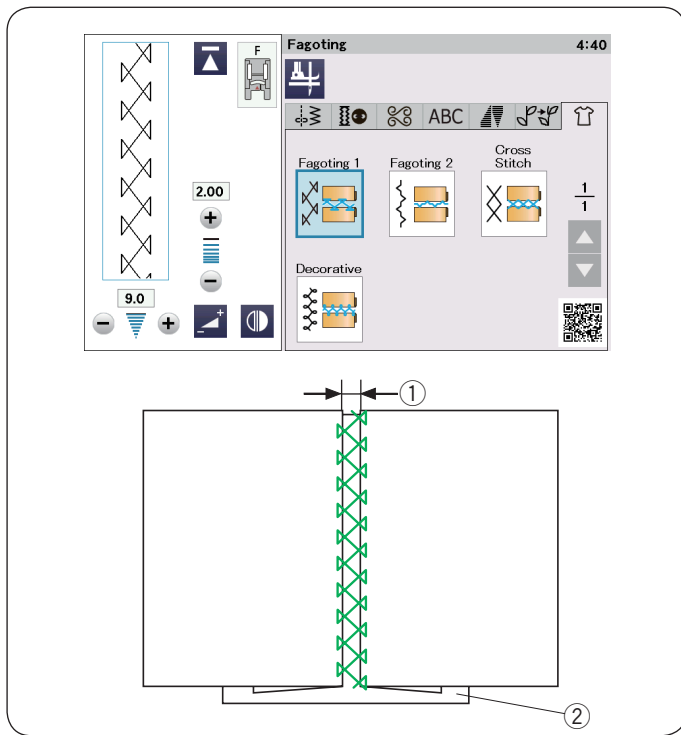 F
Fagoting 4:40
ABC
Fagoting 1 Fagoting 2 Cross Stitch
2.00
1
1
Decorative
9.0
①
②